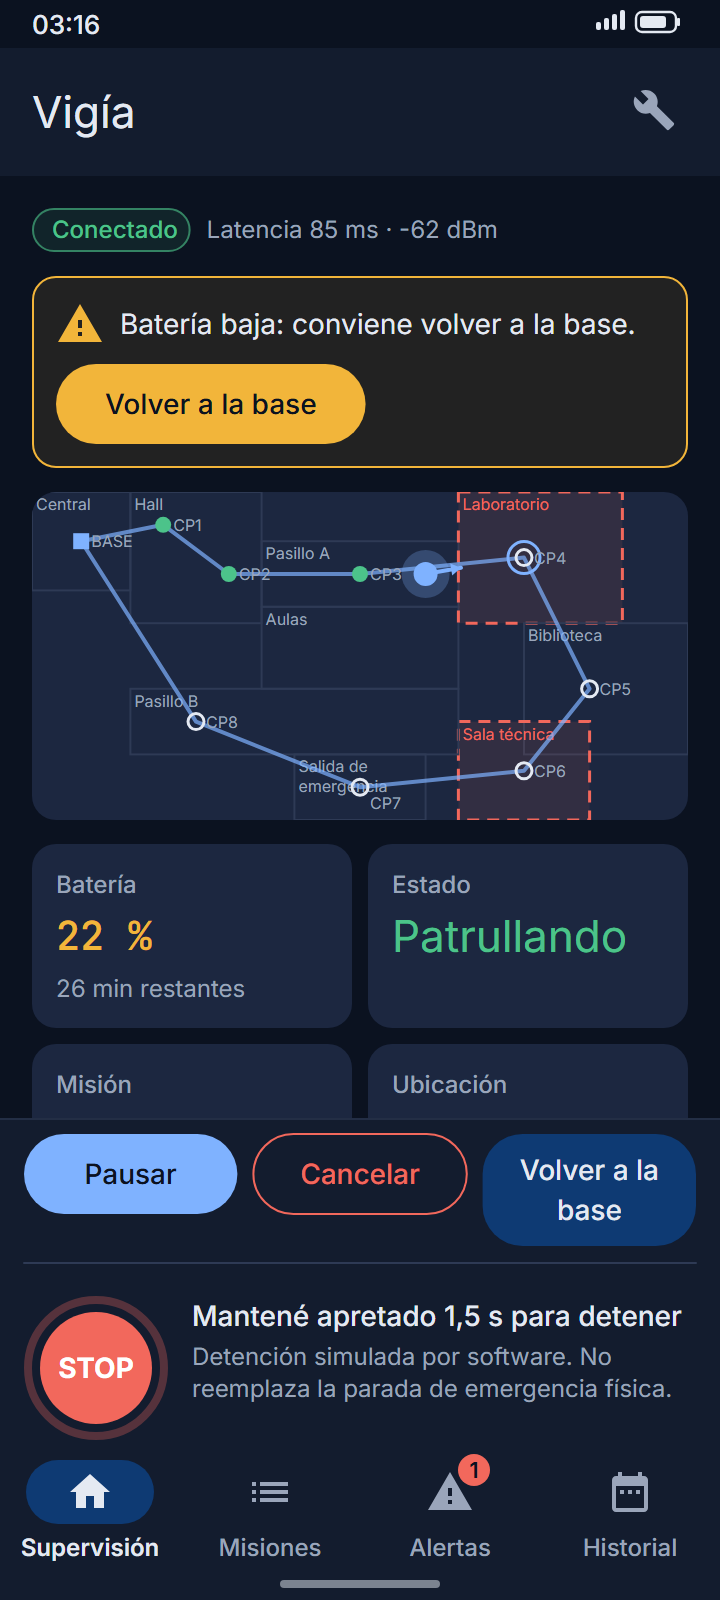 03:16
Vigía
Conectado
Latencia 85 ms · -62 dBm
Batería baja: conviene volver a la base.
Volver a la base
Central
Hall
Laboratorio
CP1
BASE
Pasillo A
CP4
CP2
CP3
Aulas
Biblioteca
CP5
Pasillo B
CP8
Sala técnica
Salida de
emergencia
CP6
CP7
Batería
22 %
26 min restantes
Estado
Patrullando
Misión
Ubicación
Pausar
Cancelar
Volver a la
base
STOP
Mantené apretado 1,5 s para detener
Detención simulada por software. No
reemplaza la parada de emergencia física.
1
Supervisión
Misiones
Alertas
Historial